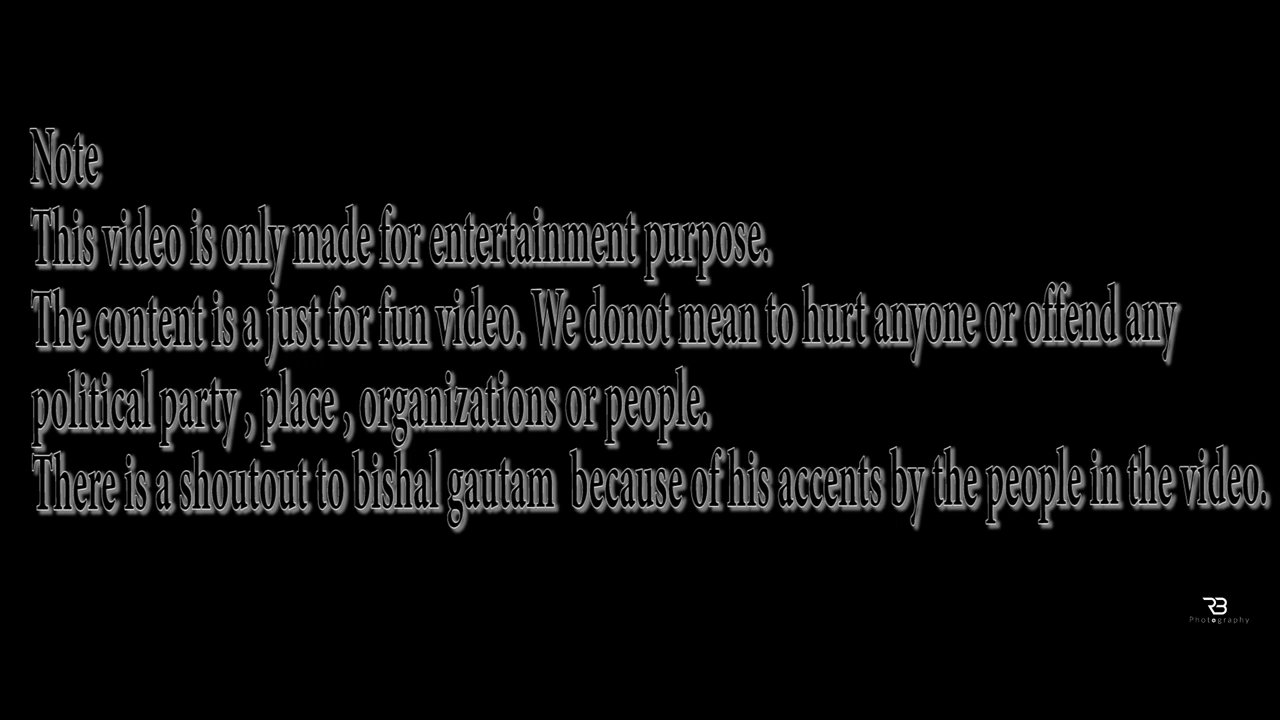 Note
This video is only made for entertainment purpose.
The content is a just for fun video. We donot mean to hurt anyone or offend any
political party , place , organizations or people.
There is a shoutout to bishal gautam  because of his accents by the people in the video.
RB
Photography